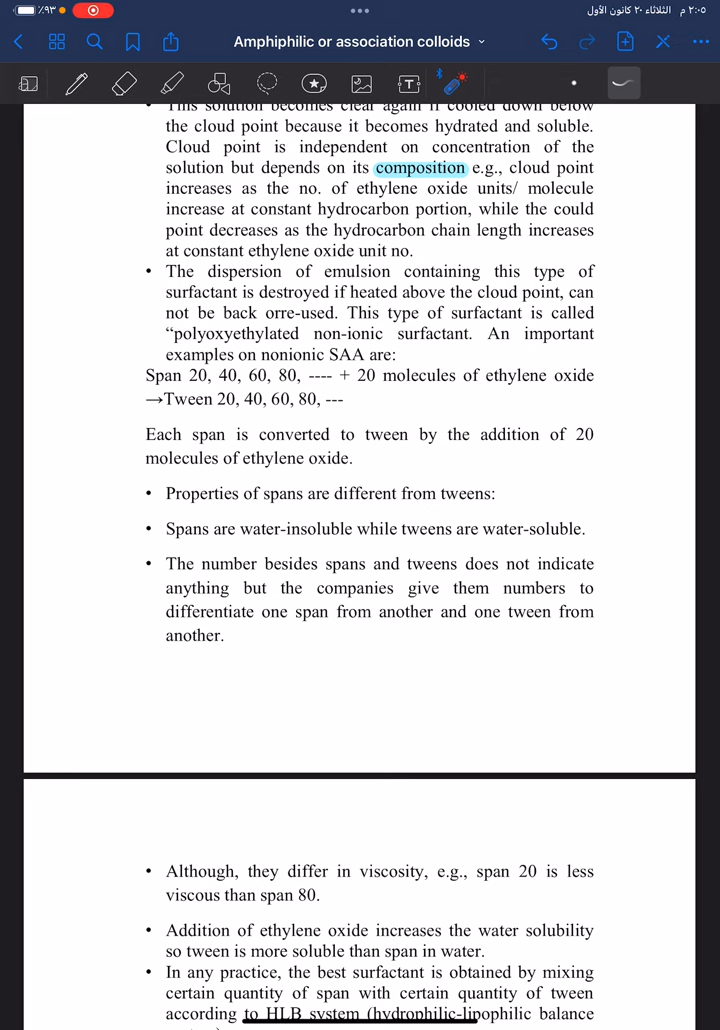 ٢:٠٥ م الثلاثاء ٢٠ كانون الأول
٪٩٣
Amphiphilic or association colloids
This solution becomes clear again if cooled down below
the cloud point because it becomes hydrated and soluble.
Cloud point is independent on concentration of the
solution but depends on its composition e.g., cloud point
increases as the no. of ethylene oxide units/ molecule
increase at constant hydrocarbon portion, while the could
point decreases as the hydrocarbon chain length increases
at constant ethylene oxide unit no.
• The dispersion of emulsion containing this type of
surfactant is destroyed if heated above the cloud point, can
not be back orre-used. This type of surfactant is called
“polyoxyethylated non-ionic surfactant. An important
examples on nonionic SAA are:
Span 20, 40, 60, 80, ---- + 20 molecules of ethylene oxide
→Tween 20, 40, 60, 80, ---
Each span is converted to tween by the addition of 20
molecules of ethylene oxide.
• Properties of spans are different from tweens:
• Spans are water-insoluble while tweens are water-soluble.
• The number besides spans and tweens does not indicate
anything but the companies give them numbers to
differentiate one span from another and one tween from
another.
• Although, they differ in viscosity, e.g., span 20 is less
viscous than span 80.
• Addition of ethylene oxide increases the water solubility
so tween is more soluble than span in water.
• In any practice, the best surfactant is obtained by mixing
certain quantity of span with certain quantity of tween
according to HLB system (hydrophilic-lipophilic balance